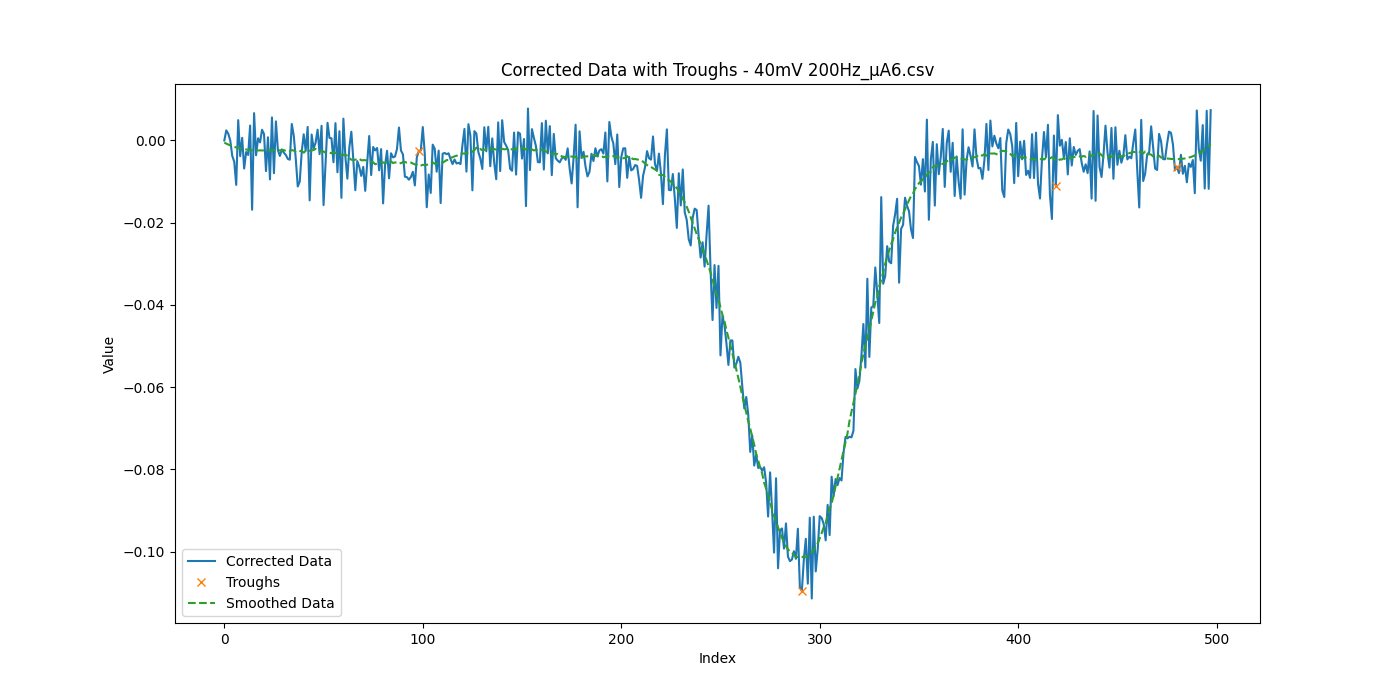 Corrected Data with Troughs - 40mV 200Hz_µA6.csv
0.00
−0.02
−0.04
−0.06
−0.08
−0.10
Value
Corrected Data
Troughs
Smoothed Data
0 100 200 300 400 500
Index